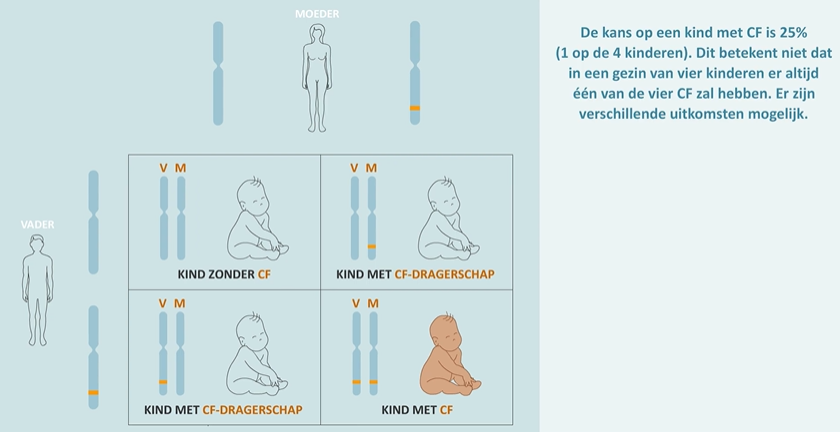 MOEDER
De kans op een kind met CF is 25%
(1 op de 4 kinderen). Dit betekent niet dat
in een gezin van vier kinderen er altijd
één van de vier CF zal hebben. Er zijn
verschillende uitkomsten mogelijk.
VADER
V M
V M
KIND ZONDER CF
KIND MET CF-DRAGERSCHAP
V M
V M
KIND MET CF-DRAGERSCHAP
KIND MET CF